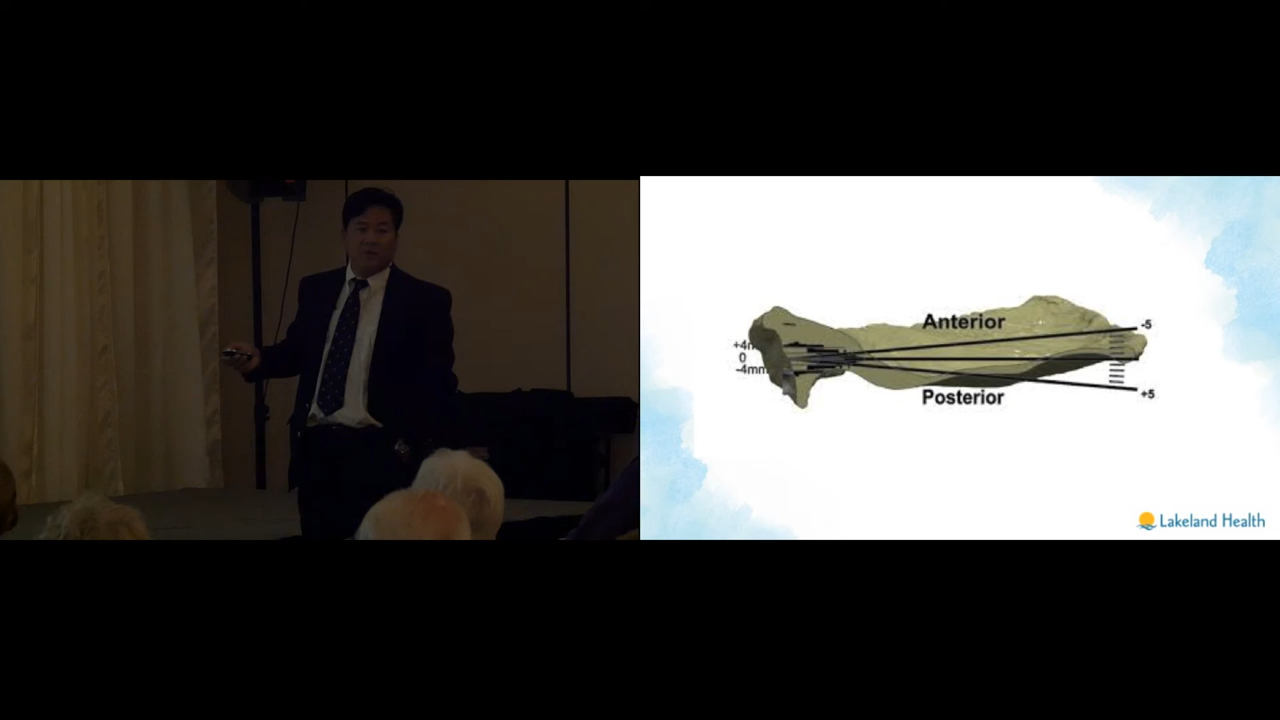 Anterior
-5
+4m
0
-4mm
+5
Posterior
Lakeland Health